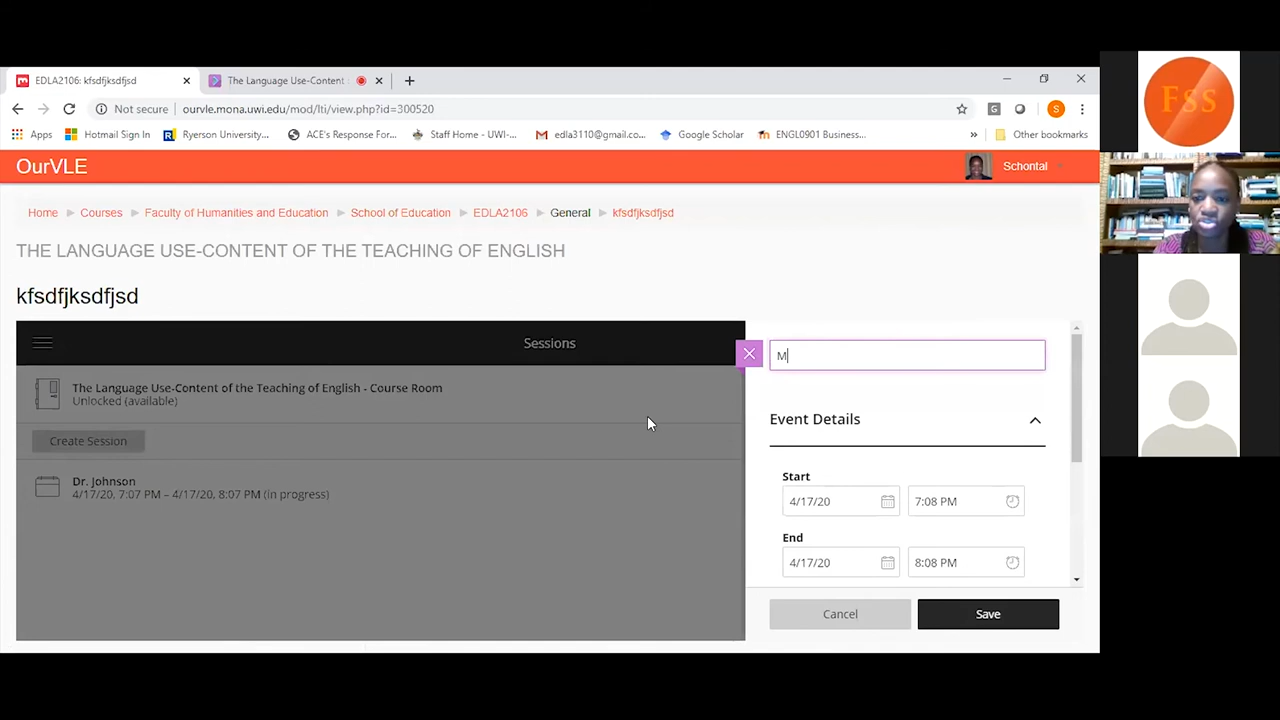 EDLA2106: kfsdfjksdfjsd
The Language Use-Content
Not secure ourvle.mona.uwi.edu/mod/lti/view.php?id=300520
G
S
Apps Hotmail Sign In Ryerson University... ACE's Response For... Staff Home - UWI-... edla3110@gmail.co... Google Scholar ENGL0901 Business... » Other bookmarks
OurVLE
Schontal
Home Courses Faculty of Humanities and Education School of Education EDLA2106 General kfsdfjksdfjsd
THE LANGUAGE USE-CONTENT OF THE TEACHING OF ENGLISH
kfsdfjksdfjsd
Sessions
The Language Use-Content of the Teaching of English - Course Room
Unlocked (available)
Create Session
Dr. Johnson
4/17/20, 7:07 PM – 4/17/20, 8:07 PM (in progress)
M
Event Details
Start
4/17/20 7:08 PM
End
4/17/20 8:08 PM
Cancel
Save
FSS